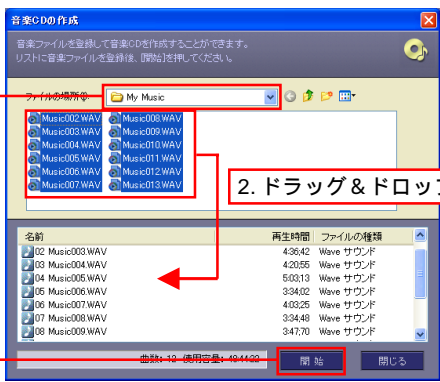 音楽CDの作成
音楽ファイルを登録して音楽CDを作成することができます。
リストに音楽ファイルを登録後、[開始]を押してください。
ファイルの場所(I):
My Music
Music002.WAV Music008.WAV
Music003.WAV Music009.WAV
Music004.WAV Music010.WAV
Music005.WAV Music011.WAV
Music006.WAV Music012.WAV
Music007.WAV Music013.WAV
2. ドラッグ＆ドロップ
名前 再生時間 ファイルの種類
02 Music003.WAV 4:36;42 Wave サウンド
03 Music004.WAV 4:20;55 Wave サウンド
04 Music005.WAV 5:03;13 Wave サウンド
05 Music006.WAV 3:34;02 Wave サウンド
06 Music007.WAV 4:03;25 Wave サウンド
07 Music008.WAV 3:34;48 Wave サウンド
08 Music009.WAV 3:47;70 Wave サウンド
曲数: 12 使用容量:
開始 閉じる